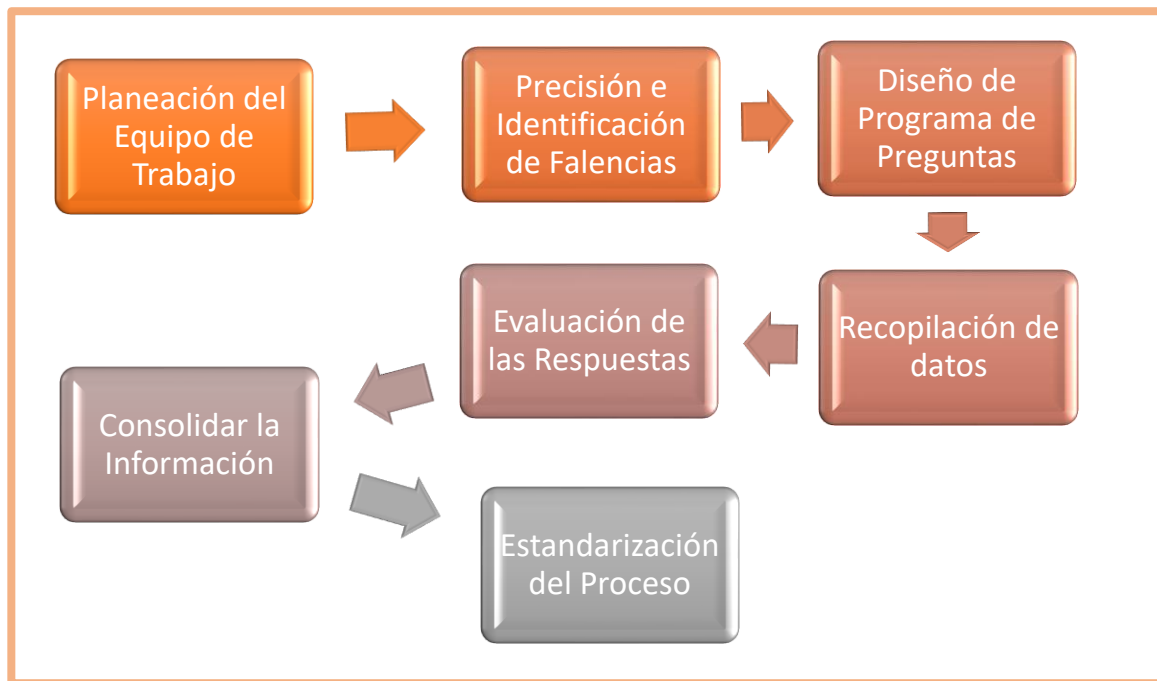 Planeación del
Equipo de
Trabajo
Precisión e
Identificación
de Falencias
Diseño de
Programa de
Preguntas
Recopilación de
datos
Evaluación de
las Respuestas
Consolidar la
Información
Estandarización
del Proceso